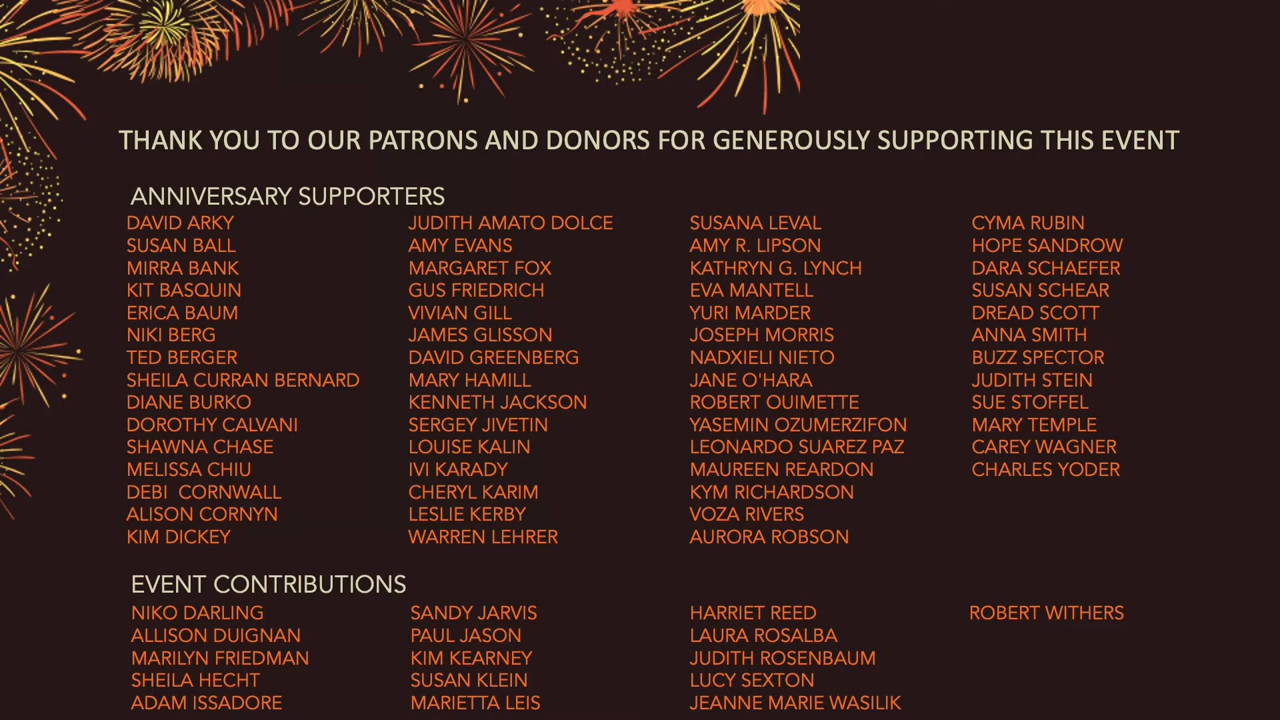 THANK YOU TO OUR PATRONS AND DONORS FOR GENEROUSLY SUPPORTING THIS EVENT
ANNIVERSARY SUPPORTERS
DAVID ARKY
SUSAN BALL
MIRRA BANK
KIT BASQUIN
ERICA BAUM
NIKI BERG
TED BERGER
SHEILA CURRAN BERNARD
DIANE BURKO
DOROTHY CALVANI
SHAWNA CHASE
MELISSA CHIU
DEBI  CORNWALL
ALISON CORNYN
KIM DICKEY
JUDITH AMATO DOLCE
AMY EVANS
MARGARET FOX
GUS FRIEDRICH
VIVIAN GILL
JAMES GLISSON
DAVID GREENBERG
MARY HAMILL
KENNETH JACKSON
SERGEY JIVETIN
LOUISE KALIN
IVI KARADY
CHERYL KARIM
LESLIE KERBY
WARREN LEHRER
SUSANA LEVAL
AMY R. LIPSON
KATHRYN G. LYNCH
EVA MANTELL
YURI MARDER
JOSEPH MORRIS
NADXIELI NIETO
JANE O'HARA
ROBERT OUIMETTE
YASEMIN OZUMERZIFON
LEONARDO SUAREZ PAZ
MAUREEN REARDON
KYM RICHARDSON
VOZA RIVERS
AURORA ROBSON
CYMA RUBIN
HOPE SANDROW
DARA SCHAEFER
SUSAN SCHEAR
DREAD SCOTT
ANNA SMITH
BUZZ SPECTOR
JUDITH STEIN
SUE STOFFEL
MARY TEMPLE
CAREY WAGNER
CHARLES YODER
EVENT CONTRIBUTIONS
NIKO DARLING
ALLISON DUIGNAN
MARILYN FRIEDMAN
SHEILA HECHT
ADAM ISSADORE
SANDY JARVIS
PAUL JASON
KIM KEARNEY
SUSAN KLEIN
MARIETTA LEIS
HARRIET REED
LAURA ROSALBA
JUDITH ROSENBAUM
LUCY SEXTON
JEANNE MARIE WASILIK
ROBERT WITHERS